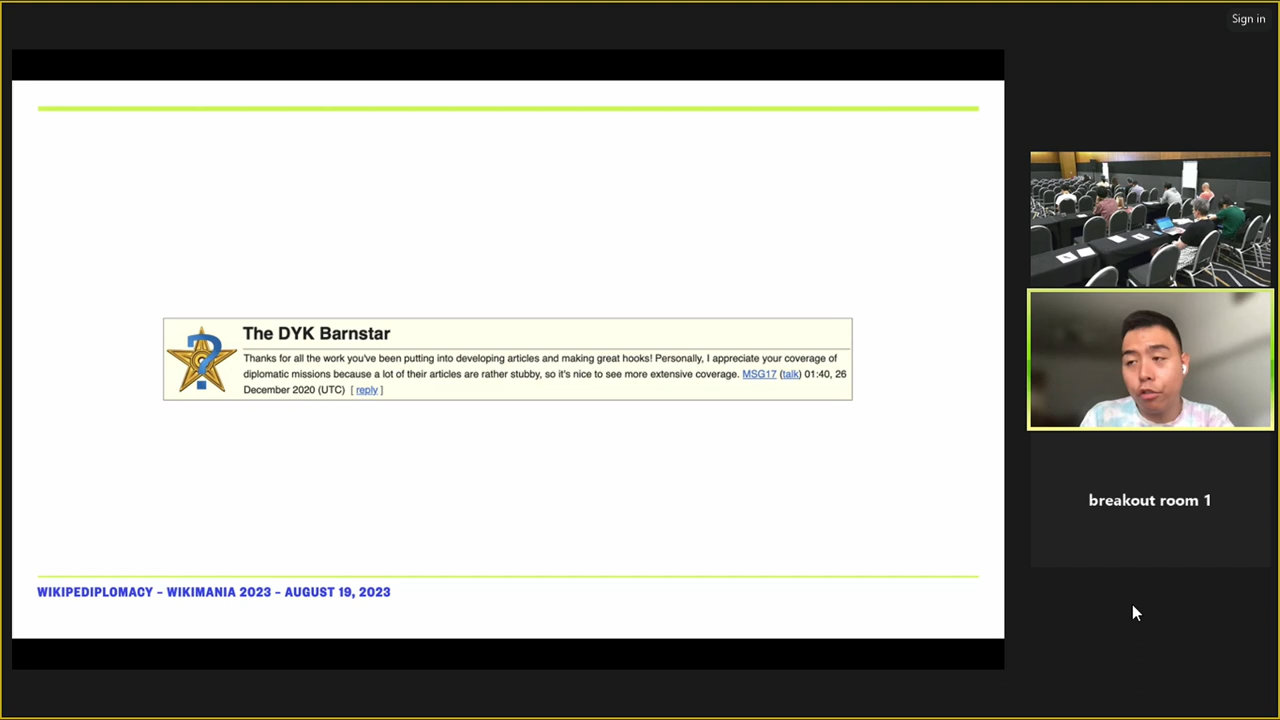 Sign in
The DYK Barnstar
Thanks for all the work you've been putting into developing articles and making great hooks! Personally, I appreciate your coverage of
diplomatic missions because a lot of their articles are rather stubby, so it's nice to see more extensive coverage. MSG17 (talk) 01:40, 26
December 2020 (UTC) [ reply ]
WIKIPEDIPLOMACY – WIKIMANIA 2023 – AUGUST 19, 2023
breakout room 1